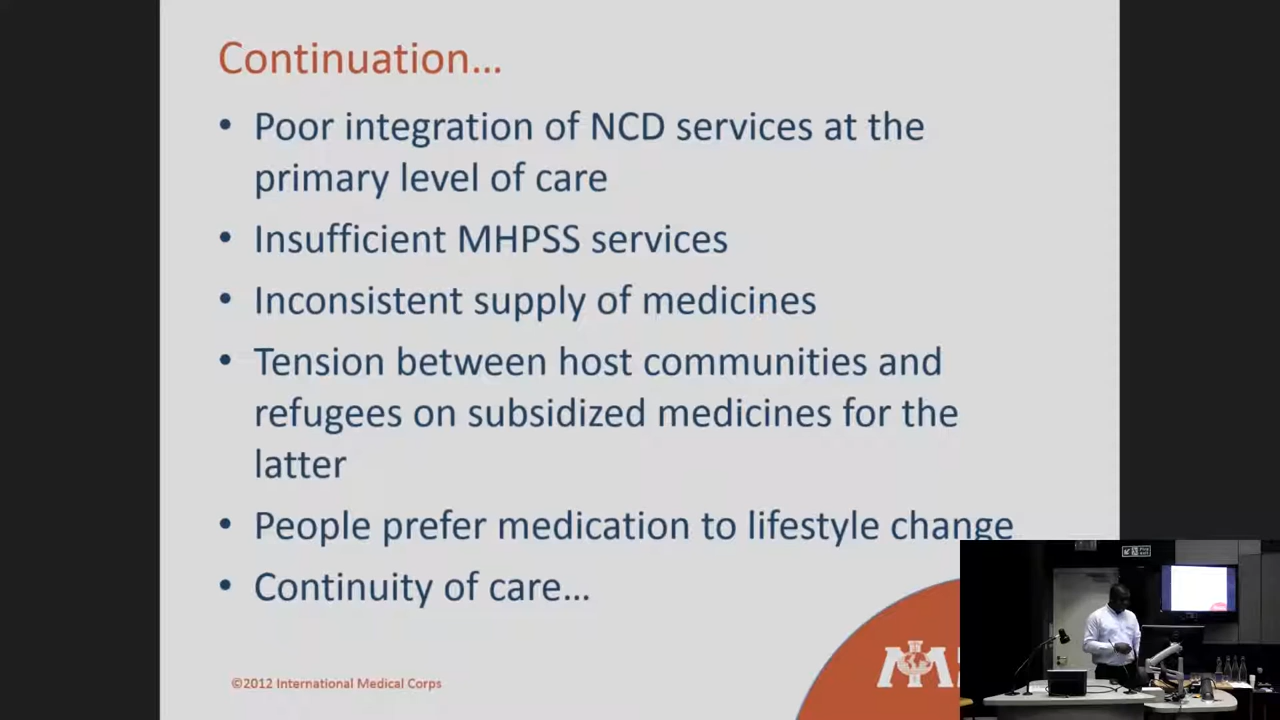 Continuation...
• Poor integration of NCD services at the
primary level of care
• Insufficient MHPSS services
• Inconsistent supply of medicines
• Tension between host communities and
refugees on subsidized medicines for the
latter
• People prefer medication to lifestyle change
• Continuity of care...
©2012 International Medical Corps